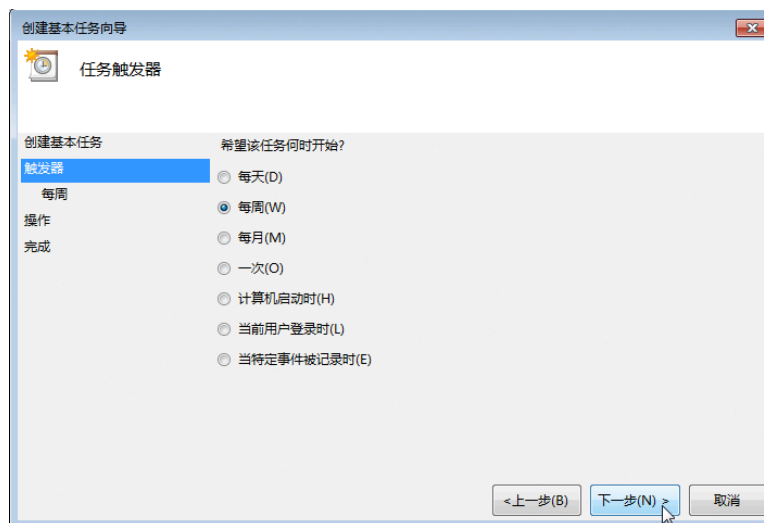 创建基本任务向导
任务触发器
创建基本任务
触发器
每周
操作
完成
希望该任务何时开始?
每天(D)
每周(W)
每月(M)
一次(O)
计算机启动时(H)
当前用户登录时(L)
当特定事件被记录时(E)
<上一步(B) 下一步(N) > 取消